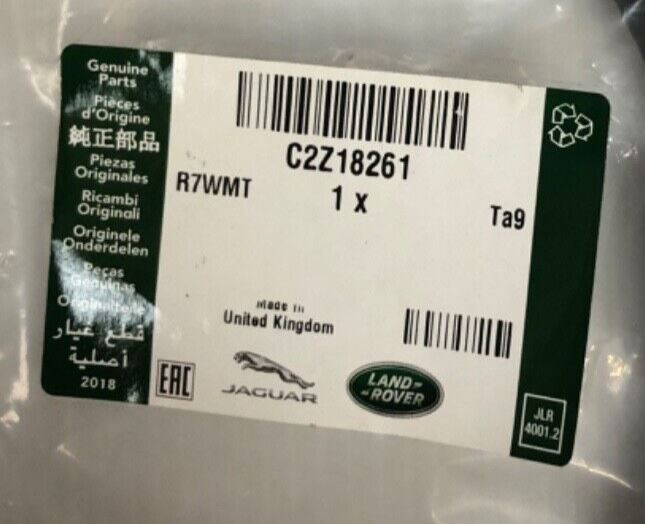 Genuine
Parts
Pièces
d'Origine
純正部品
Piezas
Originales
Ricambi
Originali
Originele
Onderdelen
Peças
Genuínas
Originalteile
قطع غيار
أصلية
2018
C2Z18261
1 x
R7WMT
Ta9
Made in
United Kingdom
EAC
JAGUAR
LAND-
-ROVER
JLR
4001.2